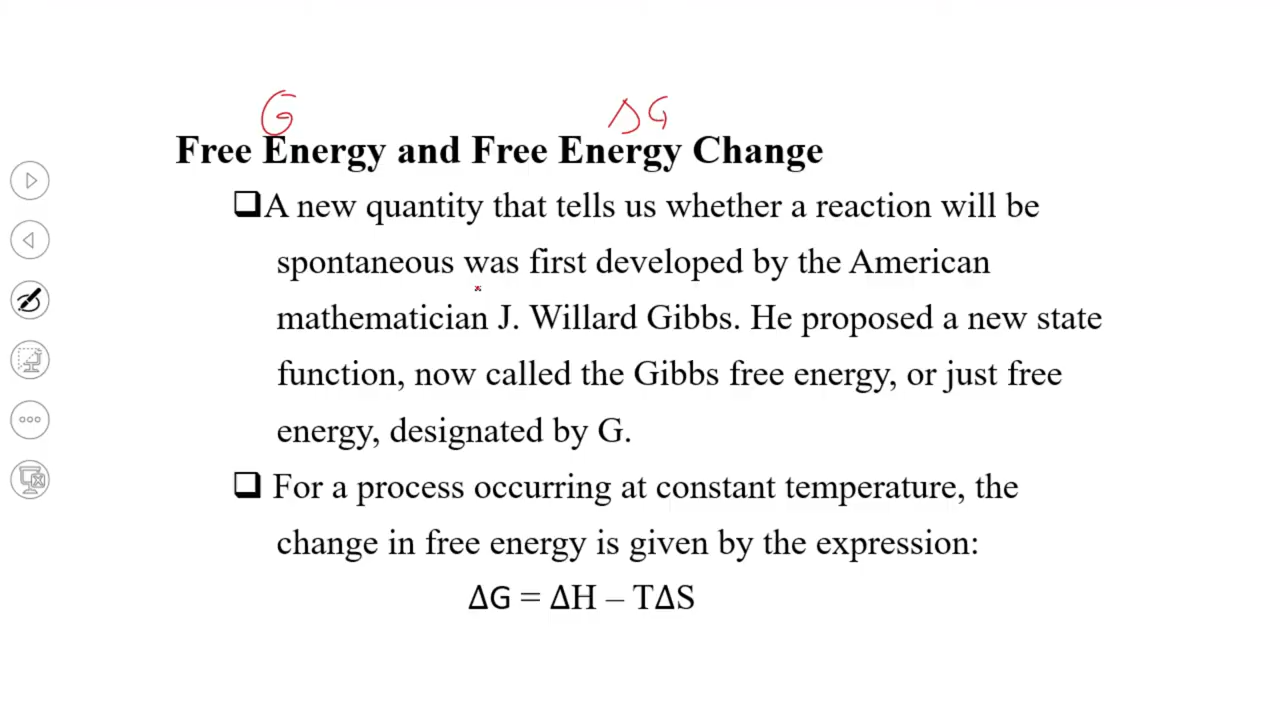 G ΔG
Free Energy and Free Energy Change
❑A new quantity that tells us whether a reaction will be
spontaneous was first developed by the American
mathematician J. Willard Gibbs. He proposed a new state
function, now called the Gibbs free energy, or just free
energy, designated by G.
❑ For a process occurring at constant temperature, the
change in free energy is given by the expression:
ΔG = ΔH – TΔS